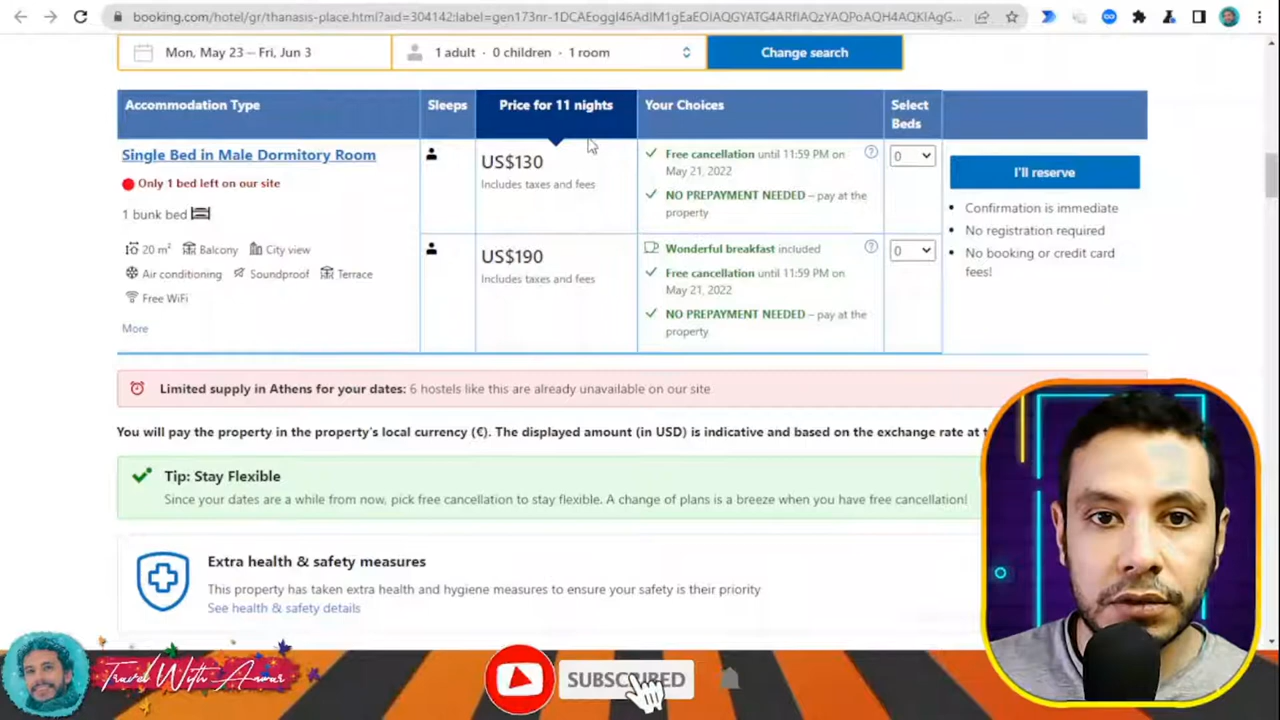 booking.com/hotel/gr/thanasis-place.html?aid=304142:label=gen173nr-
Mon, May 23 — Fri, Jun 3
1 adult · 0 children · 1 room
Change search
Accommodation Type
Sleeps
Price for 11 nights
Your Choices
Select
Beds
Single Bed in Male Dormitory Room
Only 1 bed left on our site
1 bunk bed
20 m² Balcony City view
Air conditioning Soundproof Terrace
Free WiFi
More
US$130
Includes taxes and fees
Free cancellation until 11:59 PM on
May 21, 2022
NO PREPAYMENT NEEDED – pay at the
property
0
US$190
Includes taxes and fees
Wonderful breakfast included
Free cancellation until 11:59 PM on
May 21, 2022
NO PREPAYMENT NEEDED – pay at the
property
0
I'll reserve
Confirmation is immediate
No registration required
No booking or credit card
fees!
Limited supply in Athens for your dates: 6 hostels like this are already unavailable on our site
You will pay the property in the property's local currency (€). The displayed amount (in USD) is indicative and based on the exchange rate at
Tip: Stay Flexible
Since your dates are a while from now, pick free cancellation to stay flexible. A change of plans is a breeze when you have free cancellation!
Extra health & safety measures
This property has taken extra health and hygiene measures to ensure your safety is their priority
See health & safety details
Travel With Anwar
SUBSCRIBED